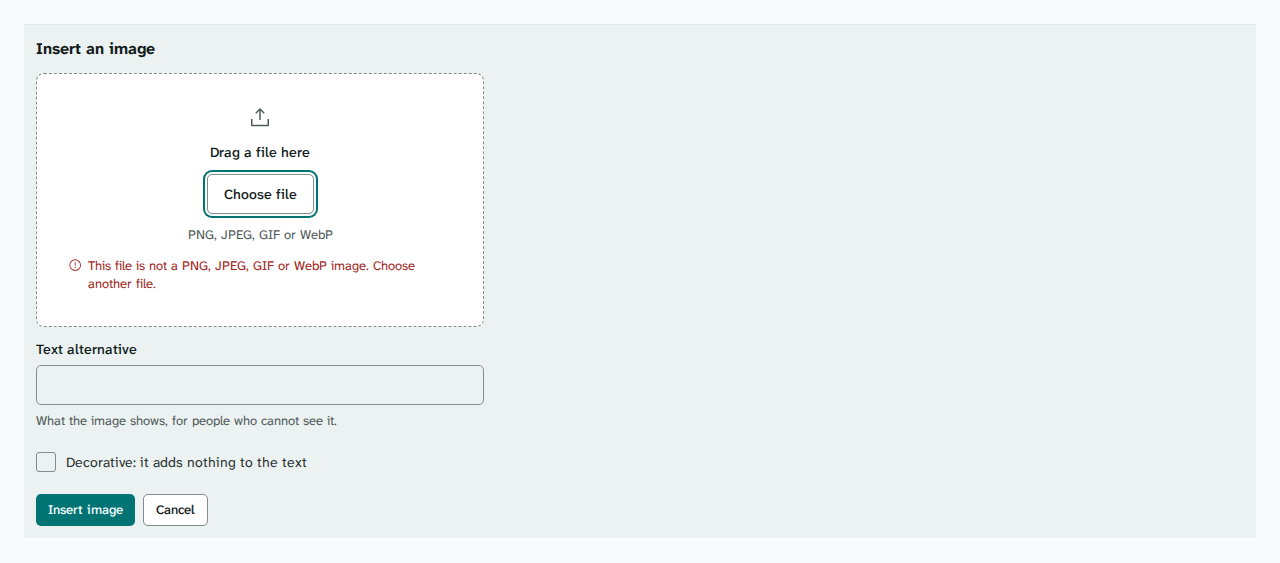 Insert an image
Drag a file here
Choose file
PNG, JPEG, GIF or WebP
This file is not a PNG, JPEG, GIF or WebP image. Choose
another file.
Text alternative
What the image shows, for people who cannot see it.
Decorative: it adds nothing to the text
Insert image
Cancel